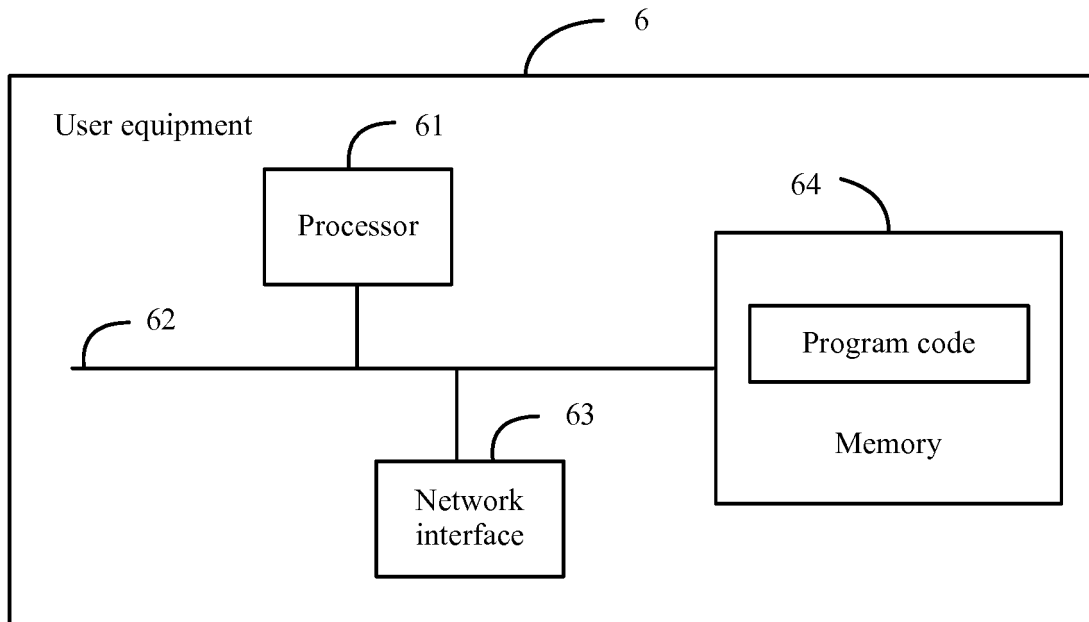 6
User equipment
61
Processor
64
62
Program code
63
Memory
Network
interface